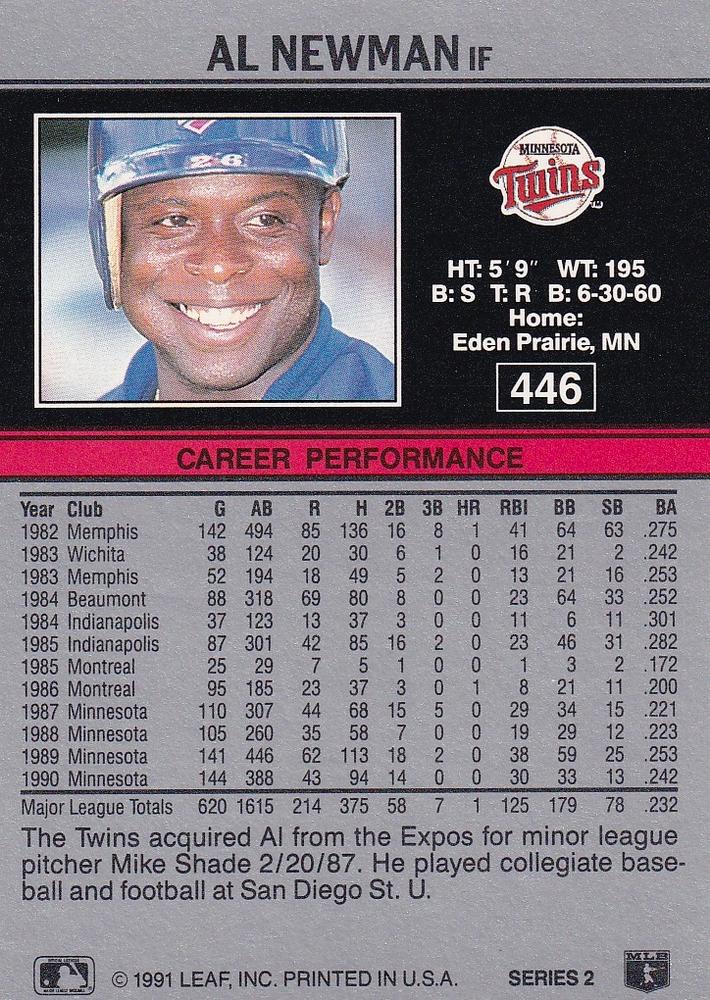 AL NEWMAN IF
26
MINNESOTA
Twins
TM
HT: 5'9" WT: 195
B: S T: R B: 6-30-60
Home:
Eden Prairie, MN
446
CAREER PERFORMANCE
Year Club G AB R H 2B 3B HR RBI BB SB BA
1982 Memphis 142 494 85 136 16 8 1 41 64 63 .275
1983 Wichita 38 124 20 30 6 1 0 16 21 2 .242
1983 Memphis 52 194 18 49 5 2 0 13 21 16 .253
1984 Beaumont 88 318 69 80 8 0 0 23 64 33 .252
1984 Indianapolis 37 123 13 37 3 0 0 11 6 11 .301
1985 Indianapolis 87 301 42 85 16 2 0 23 46 31 .282
1985 Montreal 25 29 7 5 1 0 0 1 3 2 .172
1986 Montreal 95 185 23 37 3 0 1 8 21 11 .200
1987 Minnesota 110 307 44 68 15 5 0 29 34 15 .221
1988 Minnesota 105 260 35 58 7 0 0 19 29 12 .223
1989 Minnesota 141 446 62 113 18 2 0 38 59 25 .253
1990 Minnesota 144 388 43 94 14 0 0 30 33 13 .242
Major League Totals 620 1615 214 375 58 7 1 125 179 78 .232
The Twins acquired Al from the Expos for minor league
pitcher Mike Shade 2/20/87. He played collegiate base-
ball and football at San Diego St. U.
© 1991 LEAF, INC. PRINTED IN U.S.A. SERIES 2
MLB